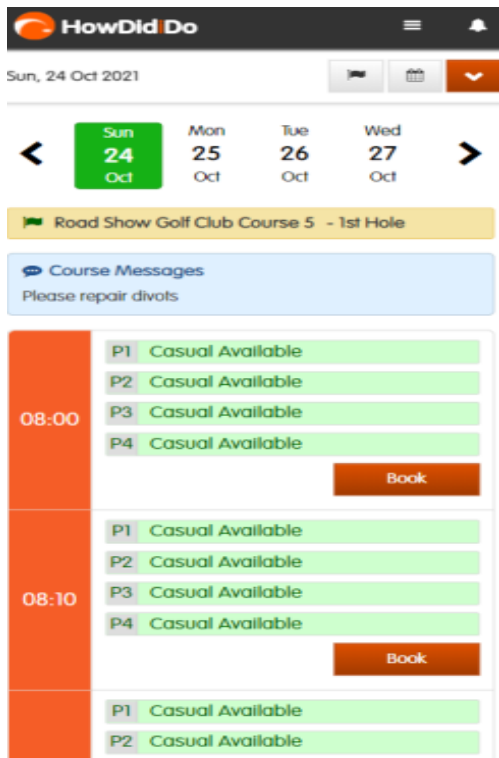 HowDidiDo
Sun, 24 Oct 2021
Sun Mon Tue Wed
24 25 26 27
Oct Oct Oct Oct
Road Show Golf Club Course 5 - 1st Hole
Course Messages
Please repair divots
08:00
P1 Casual Available
P2 Casual Available
P3 Casual Available
P4 Casual Available
Book
08:10
P1 Casual Available
P2 Casual Available
P3 Casual Available
P4 Casual Available
Book
P1 Casual Available
P2 Casual Available